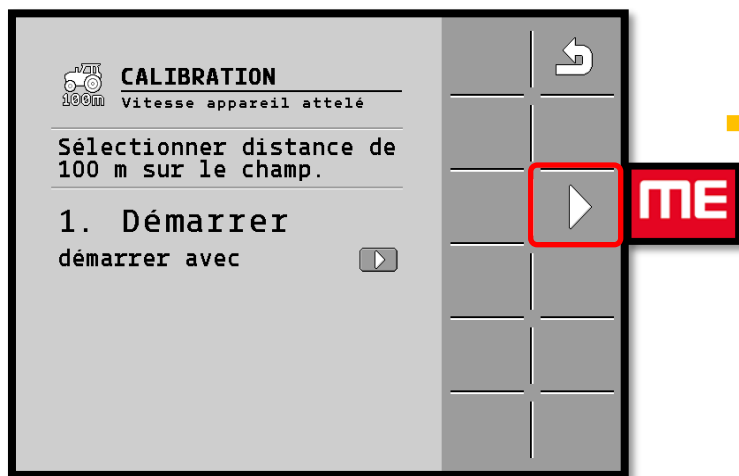 CALIBRATION
100m
Vitesse appareil attelé
Sélectionner distance de
100 m sur le champ.
1. Démarrer
démarrer avec
ME